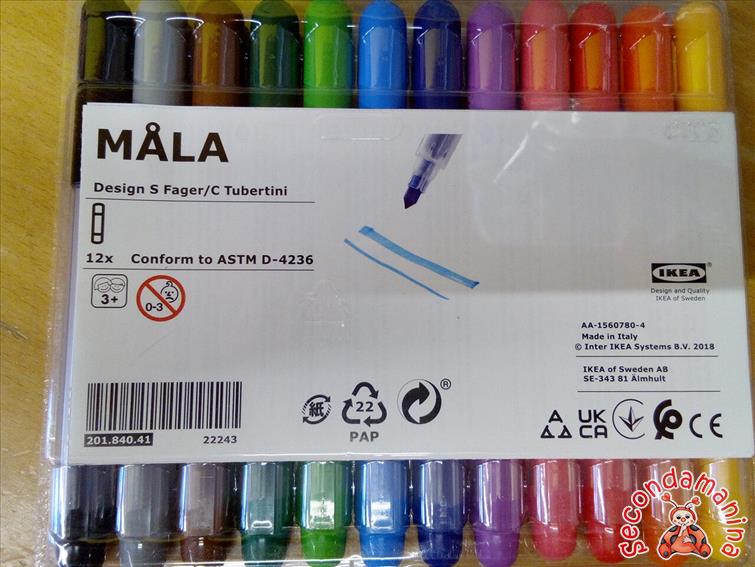 MÅLA
Design S Fager/C Tubertini
12x Conform to ASTM D-4236
3+
0-3
IKEA®
Design and Quality
IKEA of Sweden
AA-1560780-4
Made in Italy
© Inter IKEA Systems B.V. 2018
IKEA of Sweden AB
SE-343 81 Älmhult
201.840.41 22243
紙
22
PAP
®
UK
CA
CE
secondamanina